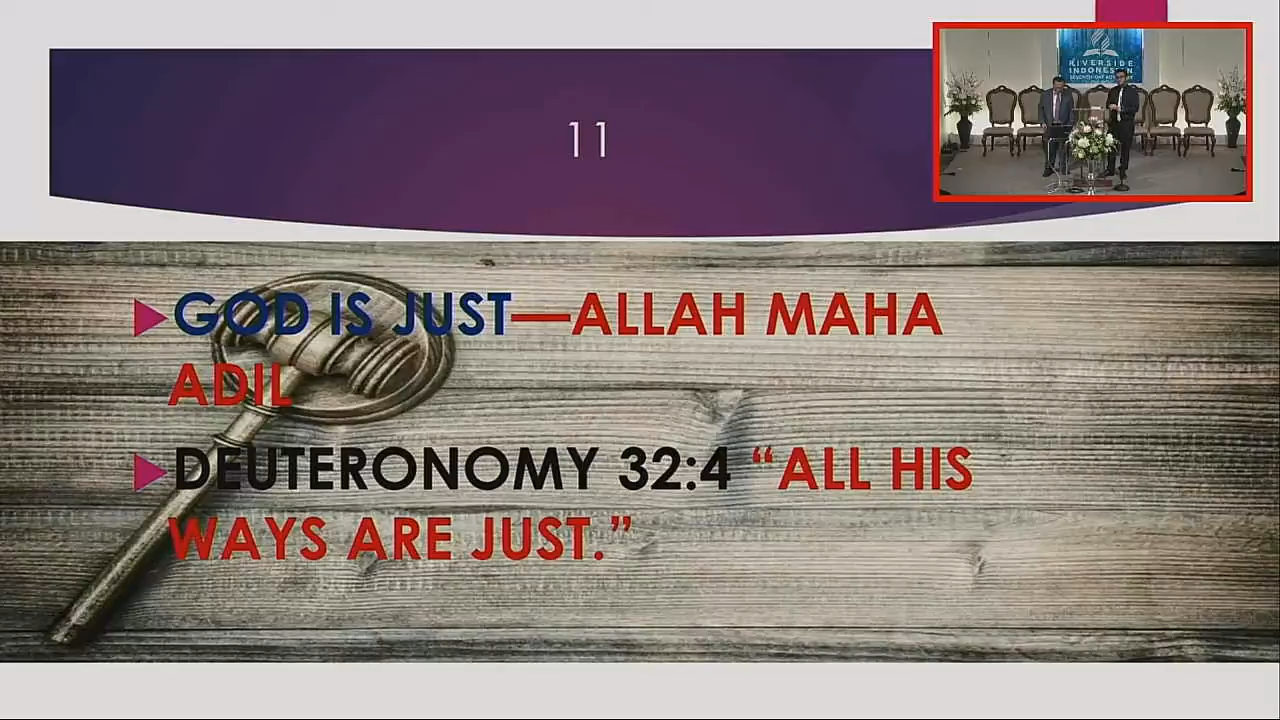 11
GOD IS JUST—ALLAH MAHA
ADIL
DEUTERONOMY 32:4 “ALL HIS
WAYS ARE JUST.”
RIVERSIDE
INDONESIAN